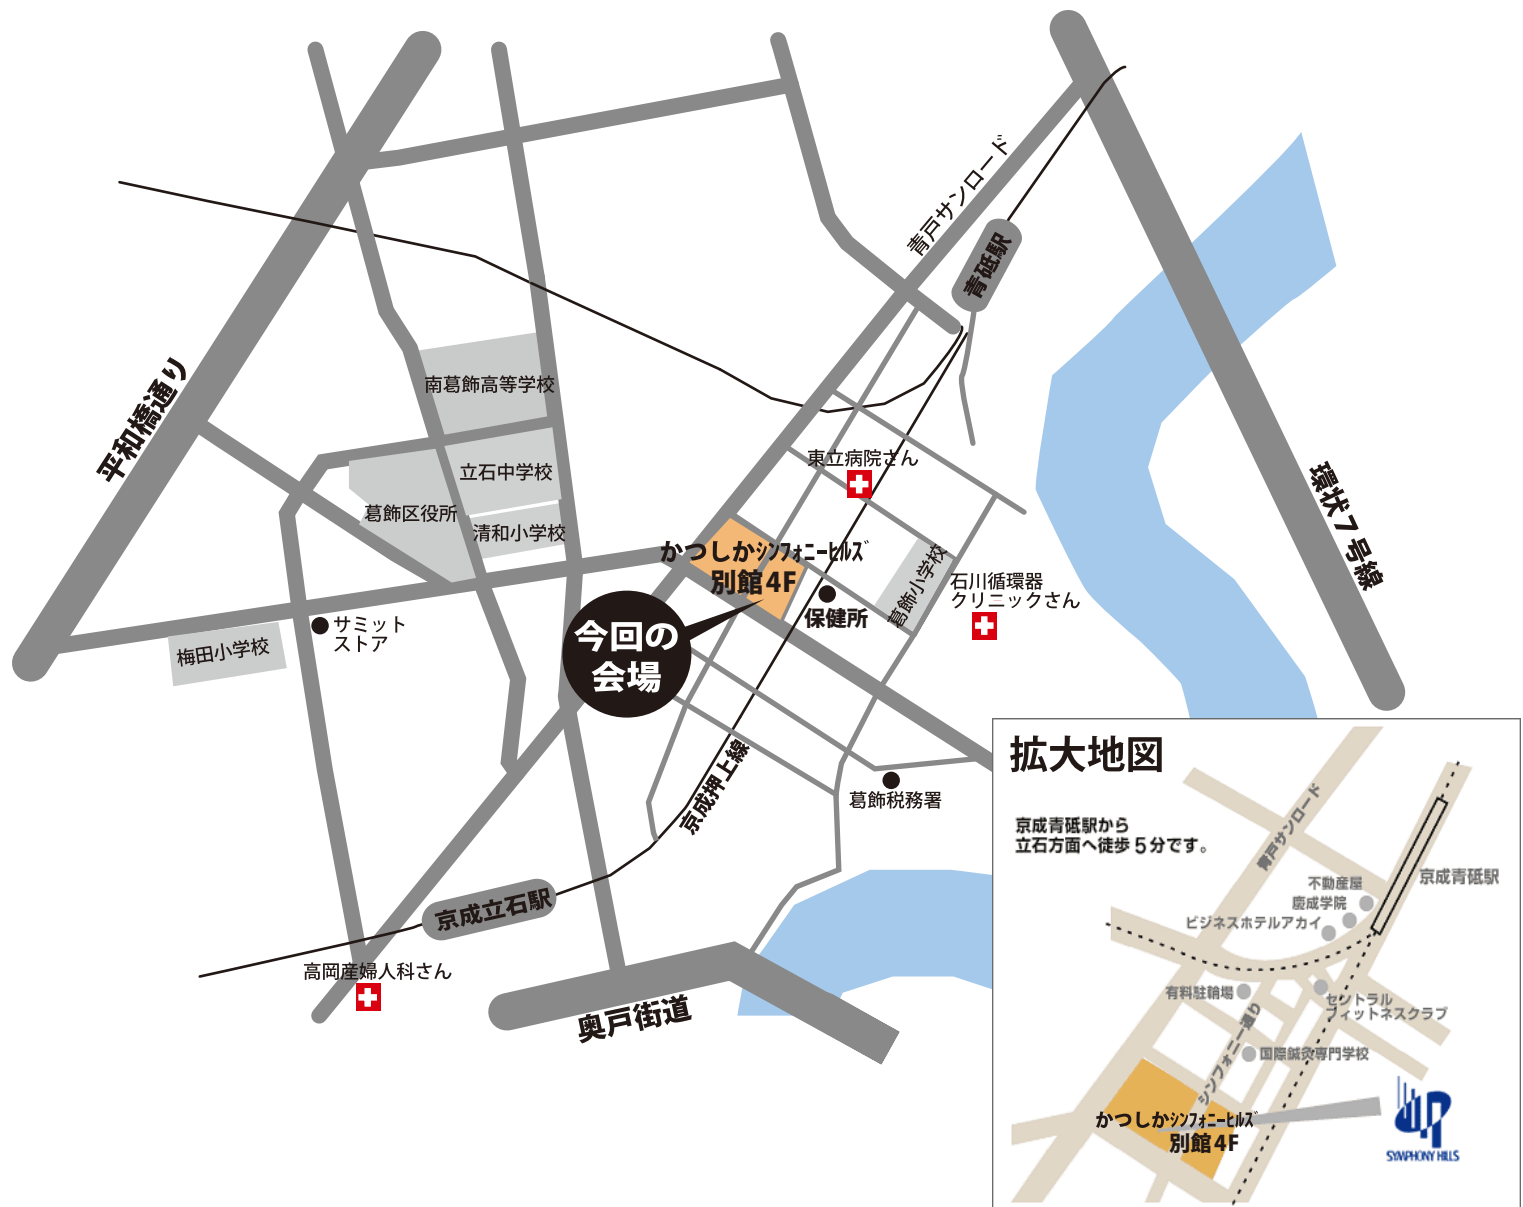 青戸サンロード
青砥駅
平和橋通り
南葛飾高等学校
立石中学校
葛飾区役所
清和小学校
東立病院さん
環状7号線
かつしかシンフォニーヒルズ
別館4F
葛飾小学校
石川循環器
クリニックさん
保健所
今回の
会場
サミット
ストア
梅田小学校
京成押上線
葛飾税務署
京成立石駅
高岡産婦人科さん
奥戸街道
拡大地図
京成青砥駅から
立石方面へ徒歩5分です。
青戸サンロード
京成青砥駅
不動産屋
慶成学院
ビジネスホテルアカイ
有料駐輪場
セントラル
フィットネスクラブ
シンフォニー通り
国際鍼灸専門学校
かつしかシンフォニーヒルズ
別館4F
SYMPHONY HILLS